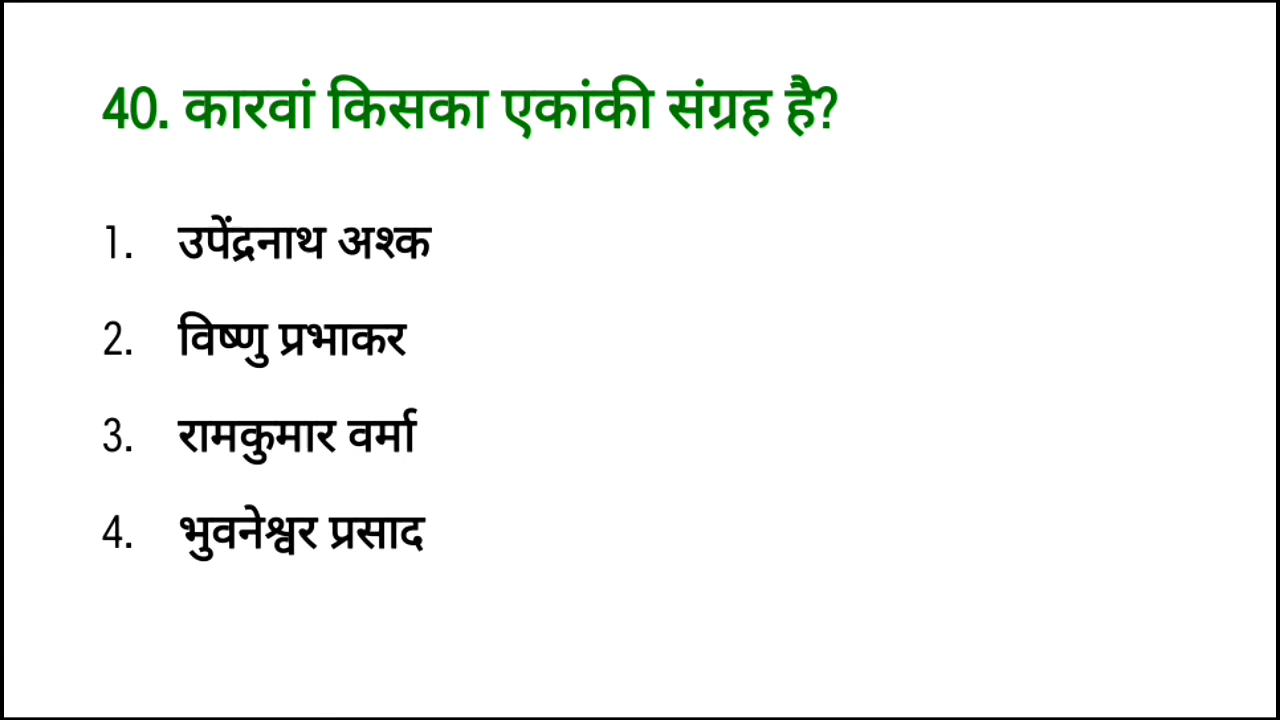 40. कारवां किसका एकांकी संग्रह है?
1. उपेंद्रनाथ अश्क
2. विष्णु प्रभाकर
3. रामकुमार वर्मा
4. भुवनेश्वर प्रसाद